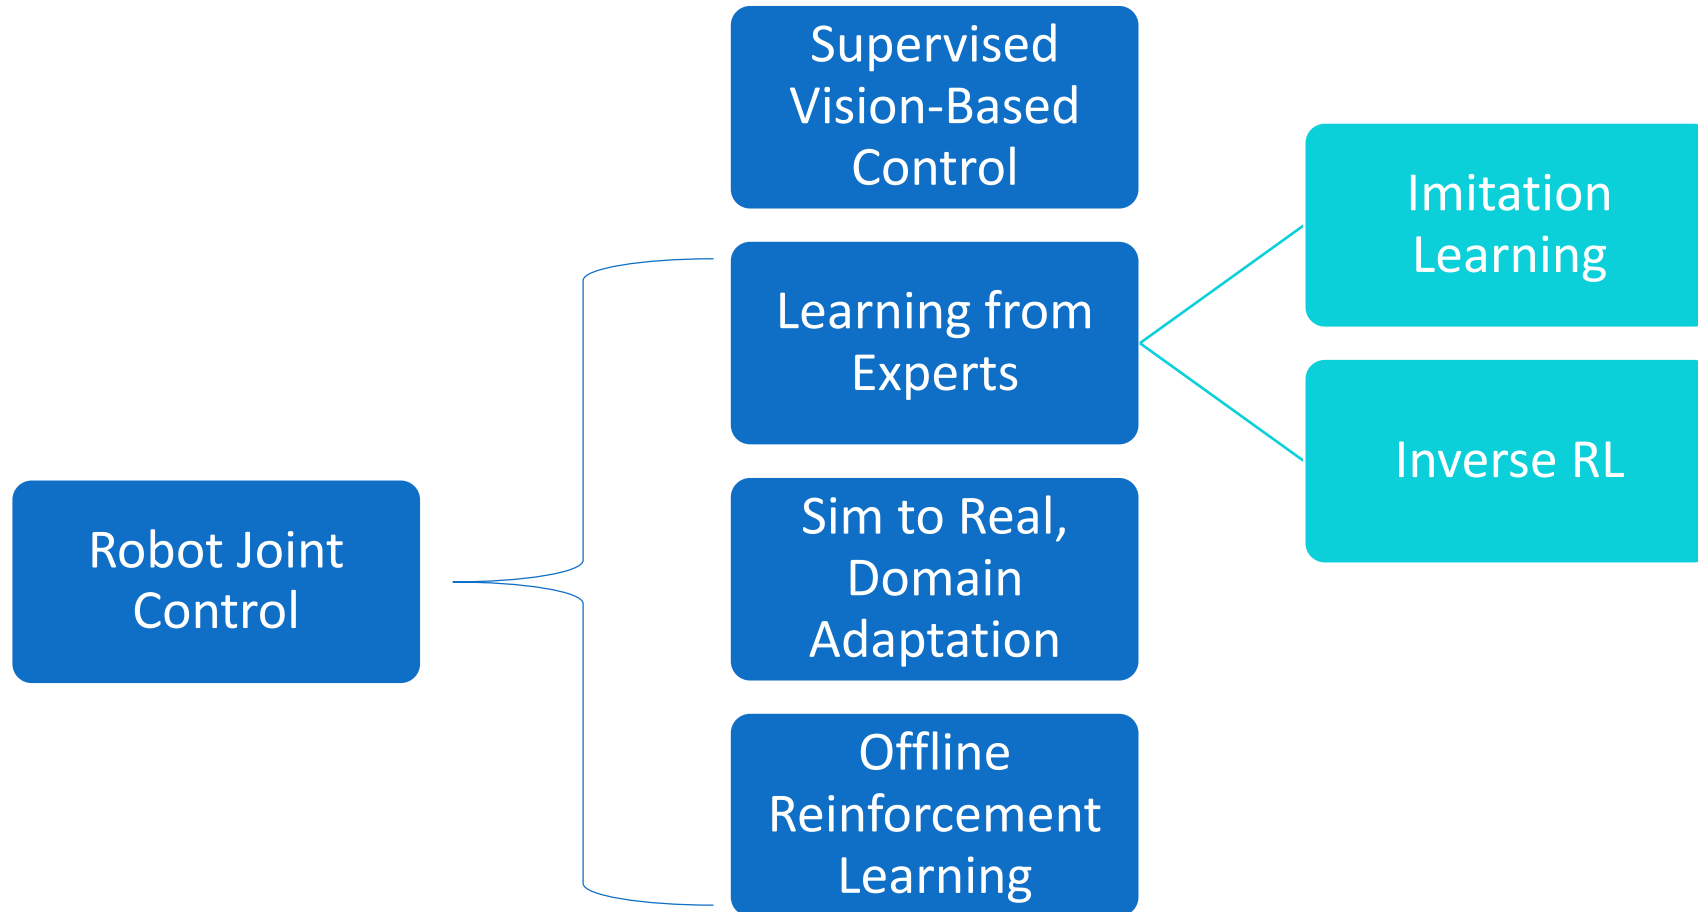 Supervised
Vision-Based
Control
Learning from
Experts
Imitation
Learning
Inverse RL
Robot Joint
Control
Sim to Real,
Domain
Adaptation
Offline
Reinforcement
Learning